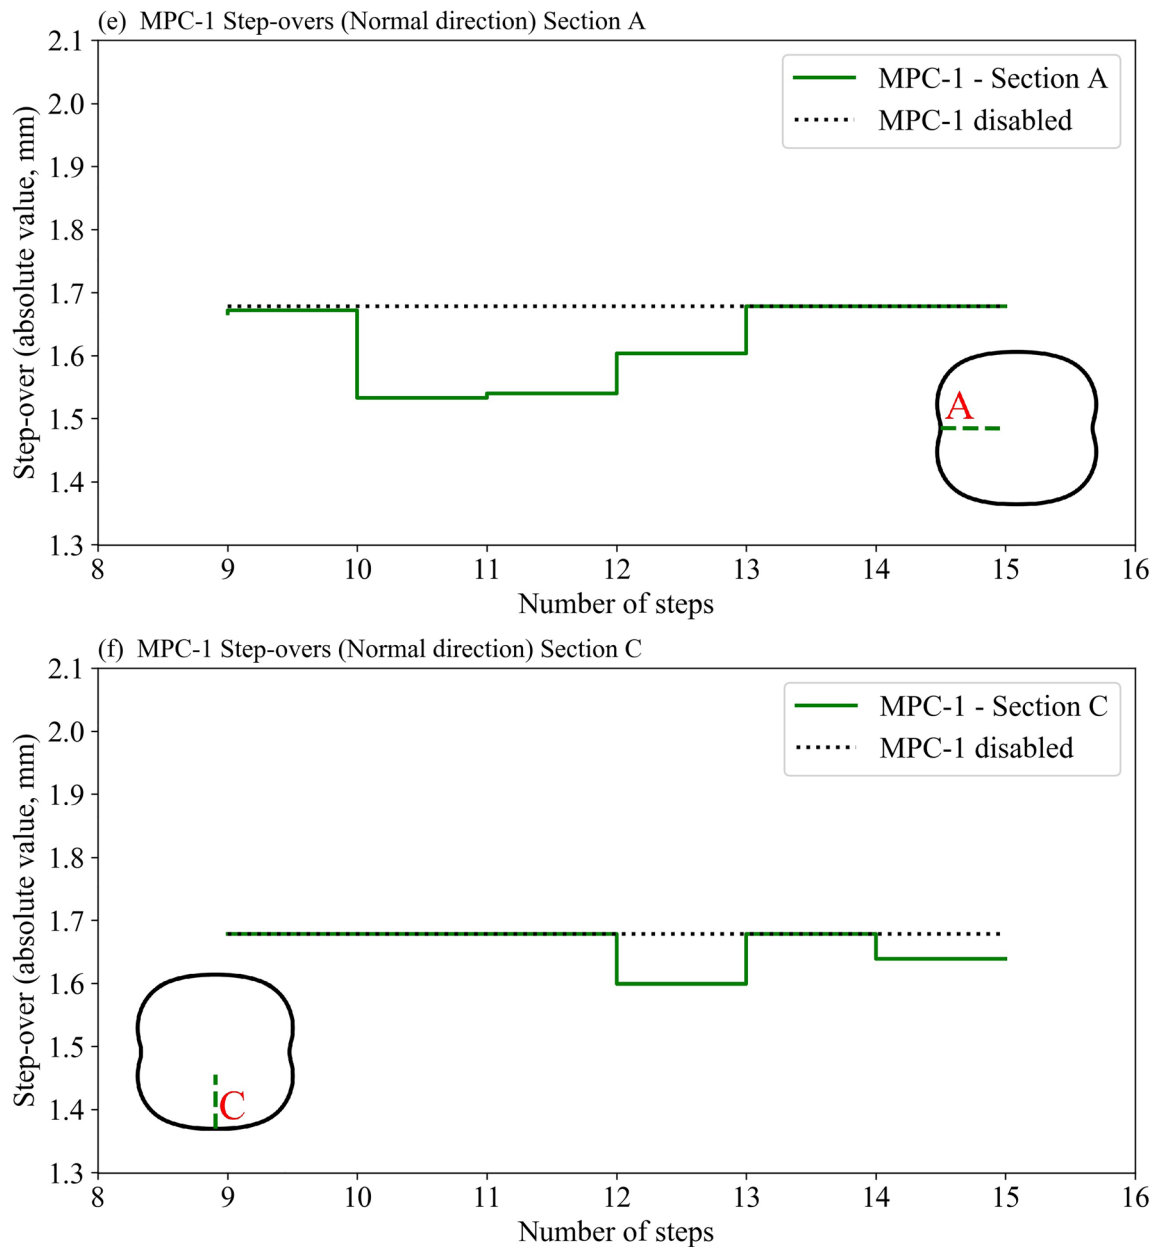 (e) MPC-1 Step-overs (Normal direction) Section A
2.1
2.0
1.9
1.8
1.7
1.6
1.5
1.4
1.3
Step-over (absolute value, mm)
MPC-1 - Section A
MPC-1 disabled
A
8 9 10 11 12 13 14 15 16
Number of steps
(f) MPC-1 Step-overs (Normal direction) Section C
2.1
2.0
1.9
1.8
1.7
1.6
1.5
1.4
1.3
Step-over (absolute value, mm)
MPC-1 - Section C
MPC-1 disabled
C
8 9 10 11 12 13 14 15 16
Number of steps